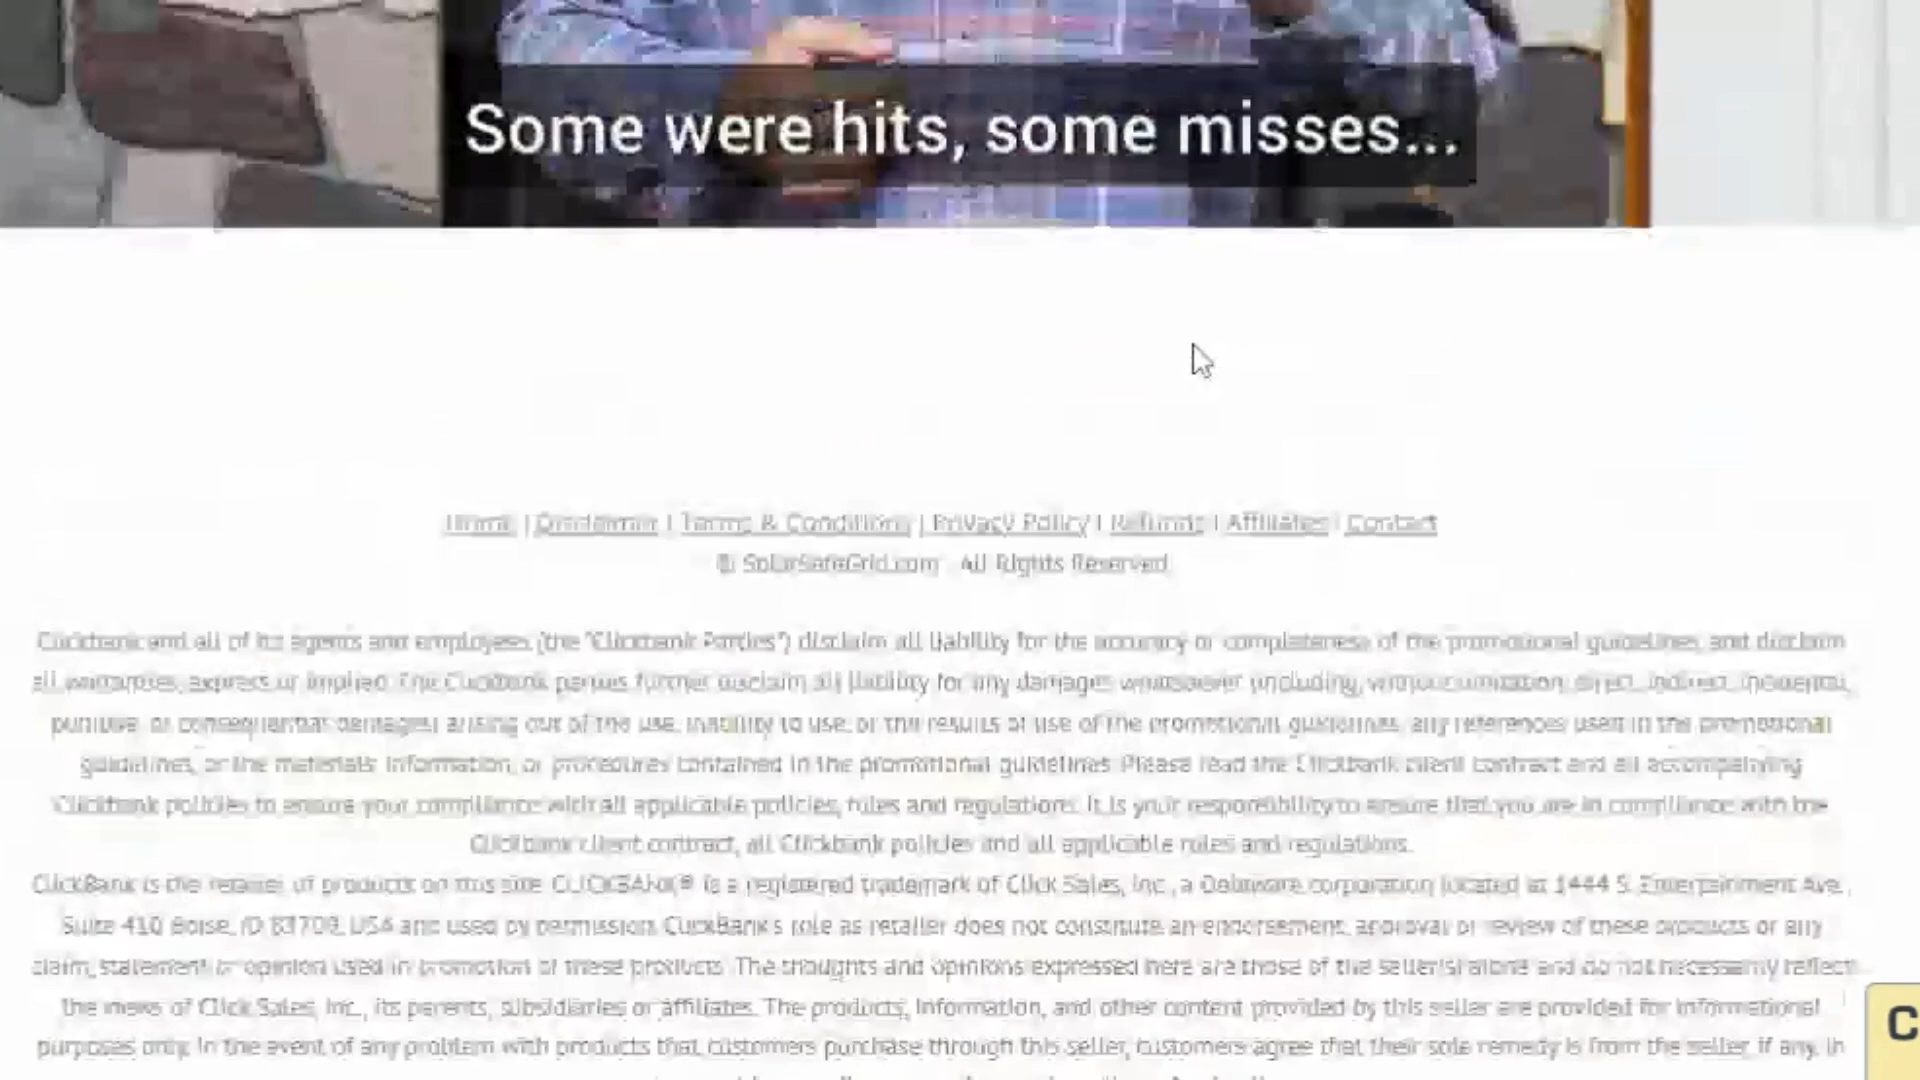 Some were hits, some misses...
Home | Disclaimer | Terms & Conditions | Privacy Policy | Refunds | Affiliates | Contact
© SolarSafeGrid.com All Rights Reserved
Clickbank and all of its agents and employees (the "Clickbank Parties") disclaim all liability for the accuracy or completeness of the promotional guidelines, and disclaim
all warranties, express or implied. The Clickbank parties further disclaim all liability for any damages whatsoever (including, without limitation, direct, indirect, incidental,
punitive, or consequential damages) arising out of the use, inability to use, or the results of use of the promotional guidelines, any references used in the promotional
guidelines, or the materials, information, or procedures contained in the promotional guidelines. Please read the Clickbank client contract and all accompanying
Clickbank policies to ensure your compliance with all applicable policies, rules and regulations. It is your responsibility to ensure that you are in compliance with the
Clickbank client contract, all Clickbank policies and all applicable rules and regulations.
ClickBank is the retailer of products on this site. CLICKBANK® is a registered trademark of Click Sales, Inc., a Delaware corporation located at 1444 S. Entertainment Ave.,
Suite 410 Boise, ID 83709, USA and used by permission. ClickBank's role as retailer does not constitute an endorsement, approval or review of these products or any
claim, statement or opinion used in promotion of these products. The thoughts and opinions expressed here are those of the seller(s) alone and do not necessarily reflect
the views of Click Sales, Inc., its parents, subsidiaries or affiliates. The products, information, and other content provided by this seller are provided for informational
purposes only. In the event of any problem with products that customers purchase through this seller, customers agree that their sole remedy is from the seller, if any, in
C